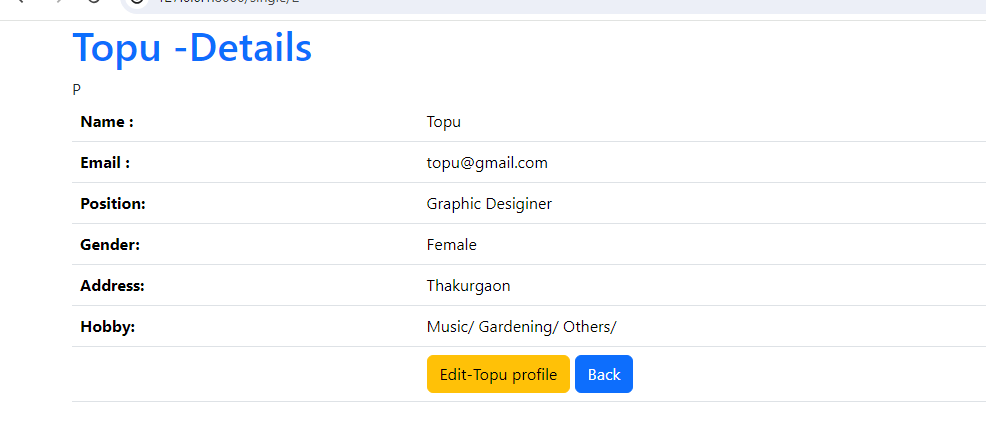 Topu -Details
P
Name : Topu
Email : topu@gmail.com
Position: Graphic Desiginer
Gender: Female
Address: Thakurgaon
Hobby: Music/ Gardening/ Others/
Edit-Topu profile Back